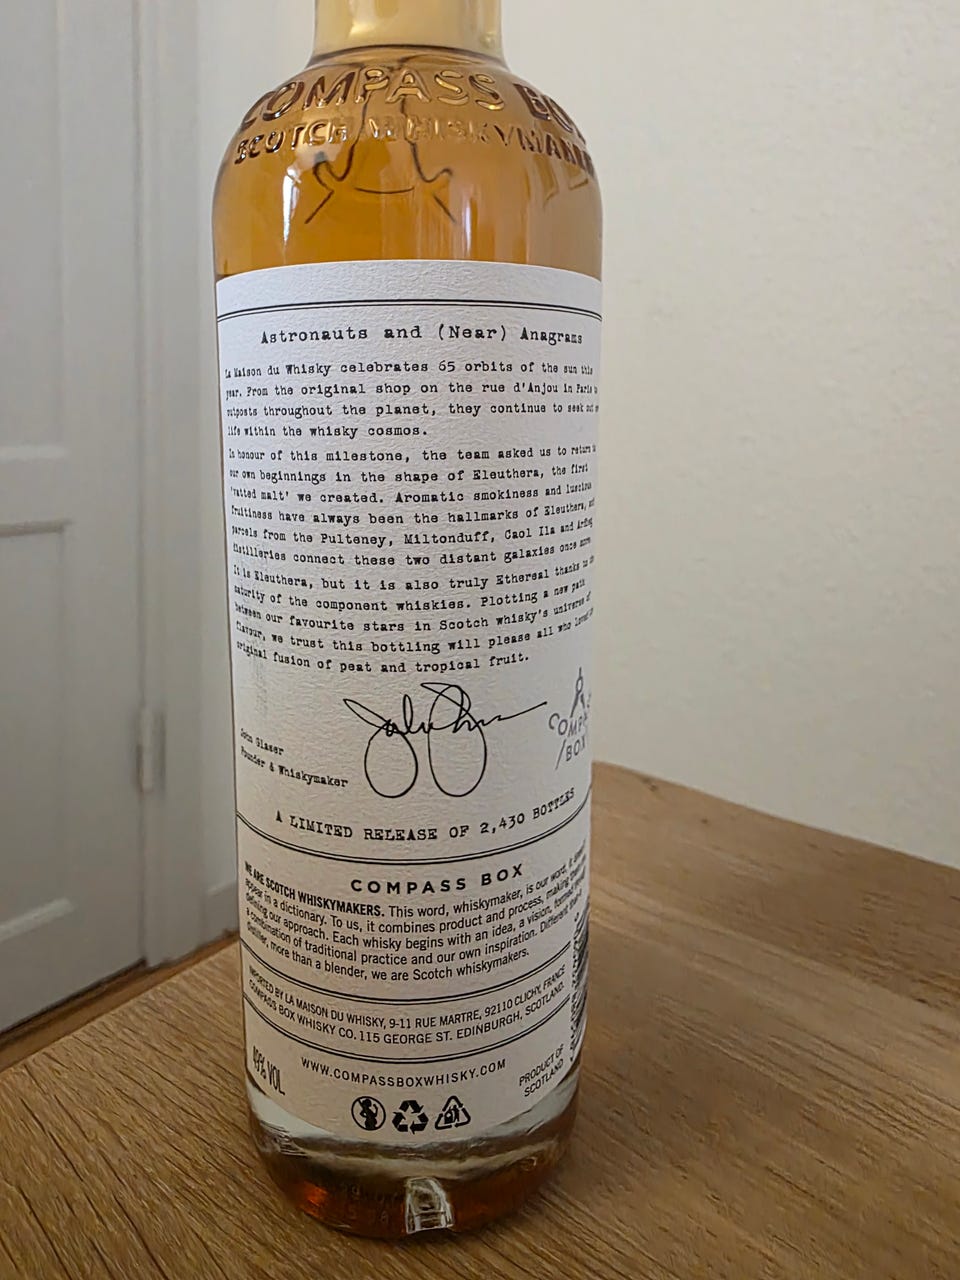 COMPASS BO
SCOTCH WHISKYMAKER
Astronauts and (Near) Anagrams
La Maison du Whisky celebrates 65 orbits of the sun this
year. From the original shop on the rue d'Anjou in Paris to
outposts throughout the planet, they continue to seek out
life within the whisky cosmos.
In honour of this milestone, the team asked us to return to
our own beginnings in the shape of Eleuthera, the first
'vatted malt' we created. Aromatic smokiness and luscious
fruitiness have always been the hallmarks of Eleuthera, and
parcels from the Pulteney, Miltonduff, Caol Ila and Ardbeg
distilleries connect these two distant galaxies once more
It is Eleuthera, but it is also truly Ethereal thanks to the
maturity of the component whiskies. Plotting a new path
between our favourite stars in Scotch whisky's universe of
flavour, we trust this bottling will please all who loved
original fusion of peat and tropical fruit.
John Glaser
Founder & Whiskymaker
COMPASS
BOX
A LIMITED RELEASE OF 2,430 BOTTLES
COMPASS BOX
WE ARE SCOTCH WHISKYMAKERS. This word, whiskymaker, is our word, it doesn't
appear in a dictionary. To us, it combines product and process, making them
defining our approach. Each whisky begins with an idea, a vision, formed
a combination of traditional practice and our own inspiration. Different than a
distiller, more than a blender, we are Scotch whiskymakers.
IMPORTED BY LA MAISON DU WHISKY, 9-11 RUE MARTRE, 92110 CLICHY, FRANCE
COMPASS BOX WHISKY CO. 115 GEORGE ST. EDINBURGH, SCOTLAND.
WWW.COMPASSBOXWHISKY.COM
49% VOL
PRODUCT OF
SCOTLAND